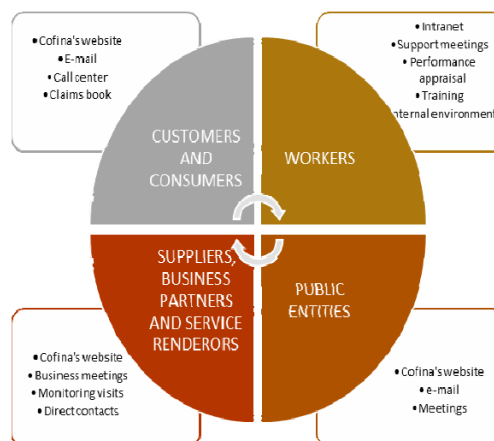 • Cofina's website
• E-mail
• Call center
• Claims book
• Intranet
• Support meetings
• Performance
appraisal
• Training
nternal environment
CUSTOMERS
AND
CONSUMERS
WORKERS
SUPPLIERS,
BUSINESS
PARTNERS
AND SERVICE
RENDERORS
PUBLIC
ENTITIES
• Cofina's website
• Business meetings
• Monitoring visits
• Direct contacts
• Cofina's website
• e-mail
• Meetings